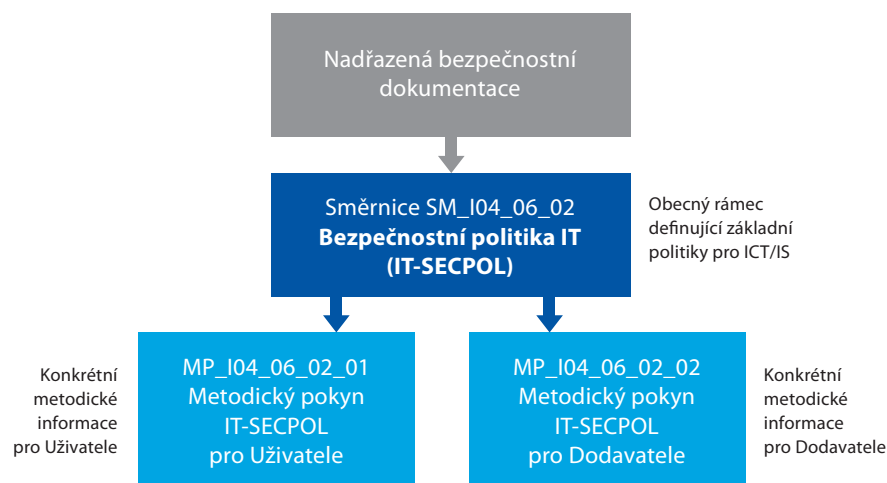 Nadřazená bezpečnostní
dokumentace
Směrnice SM_I04_06_02
Bezpečnostní politika IT
(IT-SECPOL)
Obecný rámec
definující základní
politiky pro ICT/IS
Konkrétní
metodické
informace
pro Uživatele
MP_I04_06_02_01
Metodický pokyn
IT-SECPOL
pro Uživatele
MP_I04_06_02_02
Metodický pokyn
IT-SECPOL
pro Dodavatele
Konkrétní
metodické
informace
pro Dodavatele